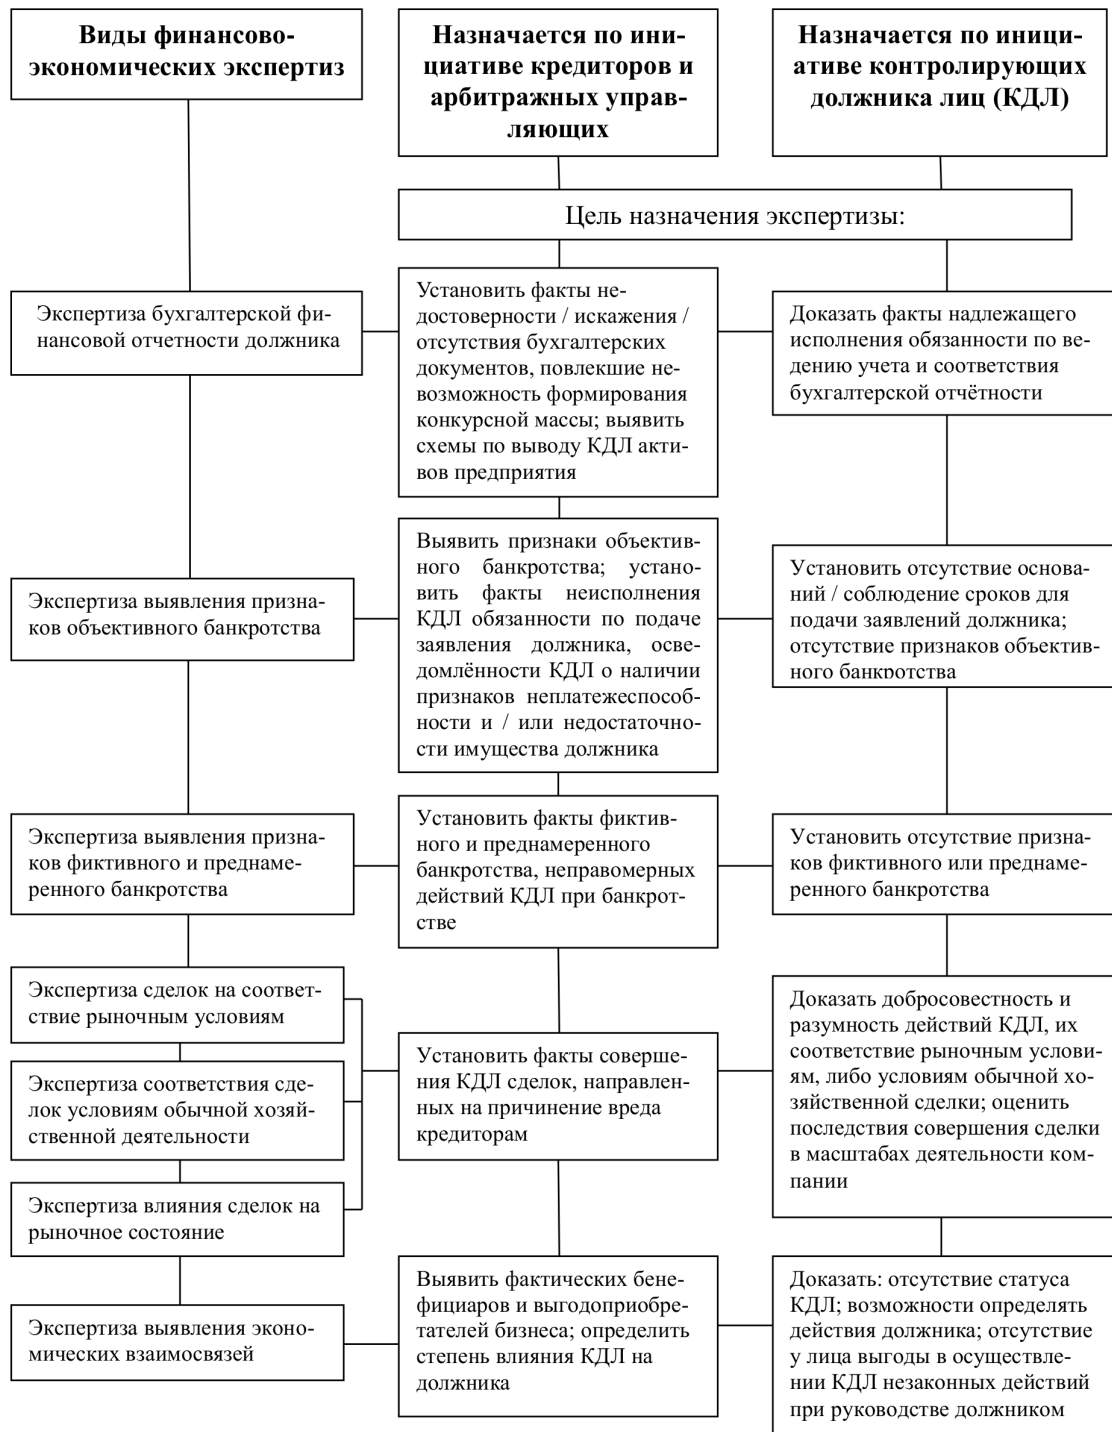 Виды финансово-
экономических экспертиз
Назначается по ини-
циативе кредиторов и
арбитражных управ-
ляющих
Назначается по иници-
ативе контролирующих
должника лиц (КДЛ)
Цель назначения экспертизы:
Экспертиза бухгалтерской фи-
нансовой отчетности должника
Установить факты не-
достоверности / искажения /
отсутствия бухгалтерских
документов, повлекшие не-
возможность формирования
конкурсной массы; выявить
схемы по выводу КДЛ акти-
вов предприятия
Доказать факты надлежащего
исполнения обязанности по ве-
дению учета и соответствия
бухгалтерской отчётности
Экспертиза выявления призна-
ков объективного банкротства
Выявить признаки объектив-
ного банкротства; устано-
вить факты неисполнения
КДЛ обязанности по подаче
заявления должника, осве-
домлённости КДЛ о наличии
признаков неплатежеспособ-
ности и / или недостаточно-
сти имущества должника
Установить отсутствие основа-
ний / соблюдение сроков для
подачи заявлений должника;
отсутствие признаков объектив-
ного банкротства
Экспертиза выявления призна-
ков фиктивного и преднаме-
ренного банкротства
Установить факты фиктив-
ного и преднамеренного
банкротства, неправомерных
действий КДЛ при банкрот-
стве
Установить отсутствие призна-
ков фиктивного или преднаме-
ренного банкротства
Экспертиза сделок на соответ-
ствие рыночным условиям
Экспертиза соответствия сде-
лок условиям обычной хозяй-
ственной деятельности
Экспертиза влияния сделок на
рыночное состояние
Установить факты соверше-
ния КДЛ сделок, направлен-
ных на причинение вреда
кредиторам
Доказать добросовестность и
разумность действий КДЛ, их
соответствие рыночным услови-
ям, либо условиям обычной хо-
зяйственной сделки; оценить
последствия совершения сделки
в масштабах деятельности ком-
пании
Экспертиза выявления эконо-
мических взаимосвязей
Выявить фактических бене-
фициаров и выгодоприобре-
тателей бизнеса; определить
степень влияния КДЛ на
должника
Доказать: отсутствие статуса
КДЛ; возможности определять
действия должника; отсутствие
у лица выгоды в осуществле-
нии КДЛ незаконных действий
при руководстве должником